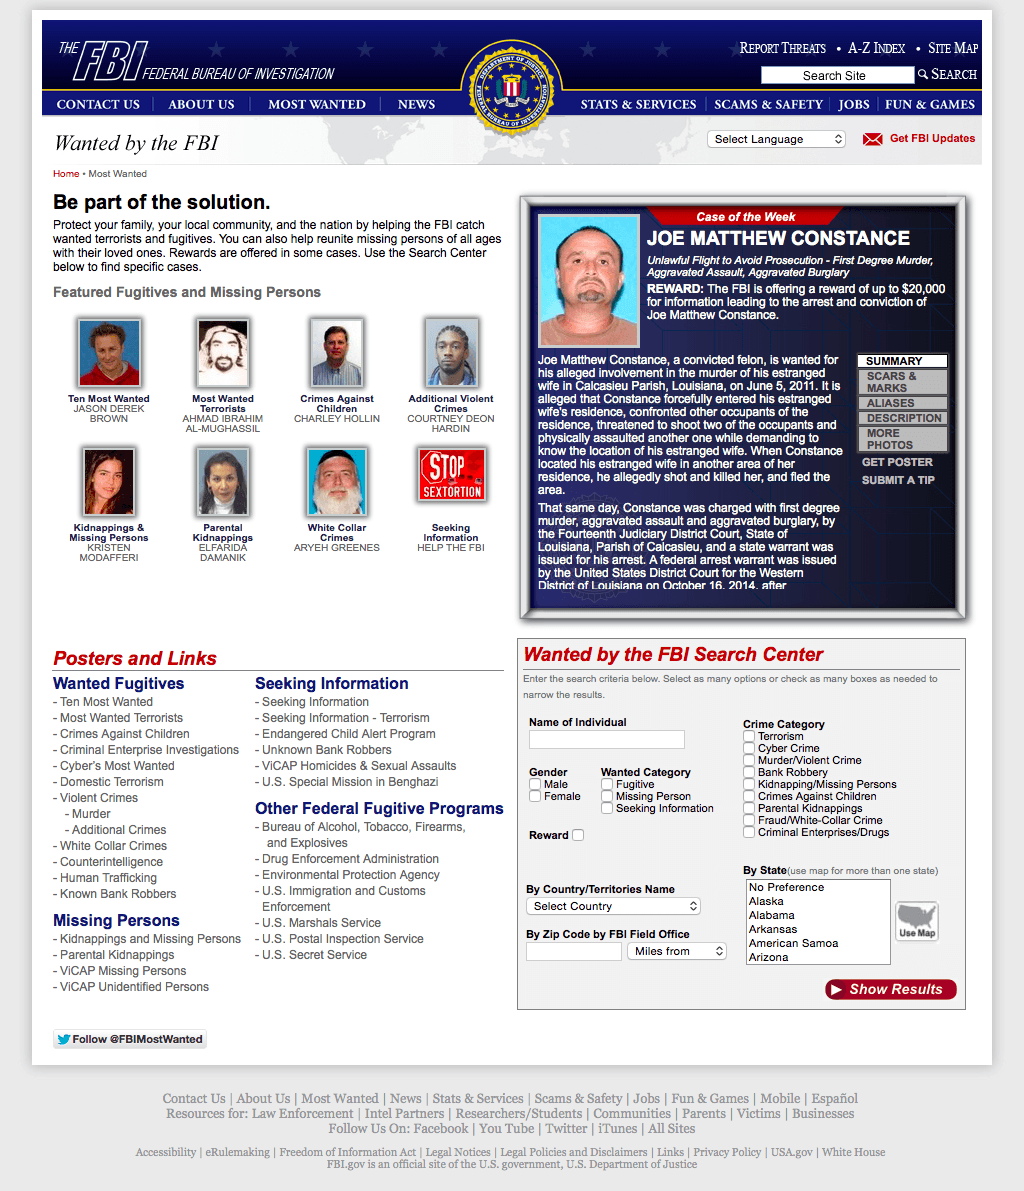 THE FBI FEDERAL BUREAU OF INVESTIGATION
REPORT THREATS • A-Z INDEX • SITE MAP
Search Site SEARCH
CONTACT US ABOUT US MOST WANTED NEWS STATS & SERVICES SCAMS & SAFETY JOBS FUN & GAMES
DEPARTMENT OF JUSTICE
FEDERAL BUREAU OF INVESTIGATION
Wanted by the FBI
Select Language
Get FBI Updates
Home • Most Wanted
Be part of the solution.
Protect your family, your local community, and the nation by helping the FBI catch
wanted terrorists and fugitives. You can also help reunite missing persons of all ages
with their loved ones. Rewards are offered in some cases. Use the Search Center
below to find specific cases.
Featured Fugitives and Missing Persons
Ten Most Wanted
JASON DEREK
BROWN
Most Wanted
Terrorists
AHMAD IBRAHIM
AL-MUGHASSIL
Crimes Against
Children
CHARLEY HOLLIN
Additional Violent
Crimes
COURTNEY DEON
HARDIN
Kidnappings &
Missing Persons
KRISTEN
MODAFFERI
Parental
Kidnappings
ELFARIDA
DAMANIK
White Collar
Crimes
ARYEH GREENES
STOP
SEXTORTION
Seeking
Information
HELP THE FBI
Case of the Week
JOE MATTHEW CONSTANCE
Unlawful Flight to Avoid Prosecution - First Degree Murder,
Aggravated Assault, Aggravated Burglary
REWARD: The FBI is offering a reward of up to $20,000
for information leading to the arrest and conviction of
Joe Matthew Constance.
Joe Matthew Constance, a convicted felon, is wanted for
his alleged involvement in the murder of his estranged
wife in Calcasieu Parish, Louisiana, on June 5, 2011. It is
alleged that Constance forcefully entered his estranged
wife's residence, confronted other occupants of the
residence, threatened to shoot two of the occupants and
physically assaulted another one while demanding to
know the location of his estranged wife. When Constance
located his estranged wife in another area of her
residence, he allegedly shot and killed her, and fled the
area.
That same day, Constance was charged with first degree
murder, aggravated assault and aggravated burglary, by
the Fourteenth Judiciary District Court, State of
Louisiana, Parish of Calcasieu, and a state warrant was
issued for his arrest. A federal arrest warrant was issued
by the United States District Court for the Western
District of Louisiana on October 16, 2014, after
SUMMARY
SCARS &
MARKS
ALIASES
DESCRIPTION
MORE
PHOTOS
GET POSTER
SUBMIT A TIP
Posters and Links
Wanted Fugitives
- Ten Most Wanted
- Most Wanted Terrorists
- Crimes Against Children
- Criminal Enterprise Investigations
- Cyber's Most Wanted
- Domestic Terrorism
- Violent Crimes
- Murder
- Additional Crimes
- White Collar Crimes
- Counterintelligence
- Human Trafficking
- Known Bank Robbers
Missing Persons
- Kidnappings and Missing Persons
- Parental Kidnappings
- ViCAP Missing Persons
- ViCAP Unidentified Persons
Seeking Information
- Seeking Information
- Seeking Information - Terrorism
- Endangered Child Alert Program
- Unknown Bank Robbers
- ViCAP Homicides & Sexual Assaults
- U.S. Special Mission in Benghazi
Other Federal Fugitive Programs
- Bureau of Alcohol, Tobacco, Firearms,
and Explosives
- Drug Enforcement Administration
- Environmental Protection Agency
- U.S. Immigration and Customs
Enforcement
- U.S. Marshals Service
- U.S. Postal Inspection Service
- U.S. Secret Service
Follow @FBIMostWanted
Wanted by the FBI Search Center
Enter the search criteria below. Select as many options or check as many boxes as needed to
narrow the results.
Name of Individual
Gender
Male
Female
Wanted Category
Fugitive
Missing Person
Seeking Information
Reward
Crime Category
Terrorism
Cyber Crime
Murder/Violent Crime
Bank Robbery
Kidnapping/Missing Persons
Crimes Against Children
Parental Kidnappings
Fraud/White-Collar Crime
Criminal Enterprises/Drugs
By Country/Territories Name
Select Country
By Zip Code by FBI Field Office
Miles from
By State(use map for more than one state)
No Preference
Alaska
Alabama
Arkansas
American Samoa
Arizona
Use Map
Show Results
Contact Us | About Us | Most Wanted | News | Stats & Services | Scams & Safety | Jobs | Fun & Games | Mobile | Español
Resources for: Law Enforcement | Intel Partners | Researchers/Students | Communities | Parents | Victims | Businesses
Follow Us On: Facebook | You Tube | Twitter | iTunes | All Sites
Accessibility | eRulemaking | Freedom of Information Act | Legal Notices | Legal Policies and Disclaimers | Links | Privacy Policy | USA.gov | White House
FBI.gov is an official site of the U.S. government, U.S. Department of Justice